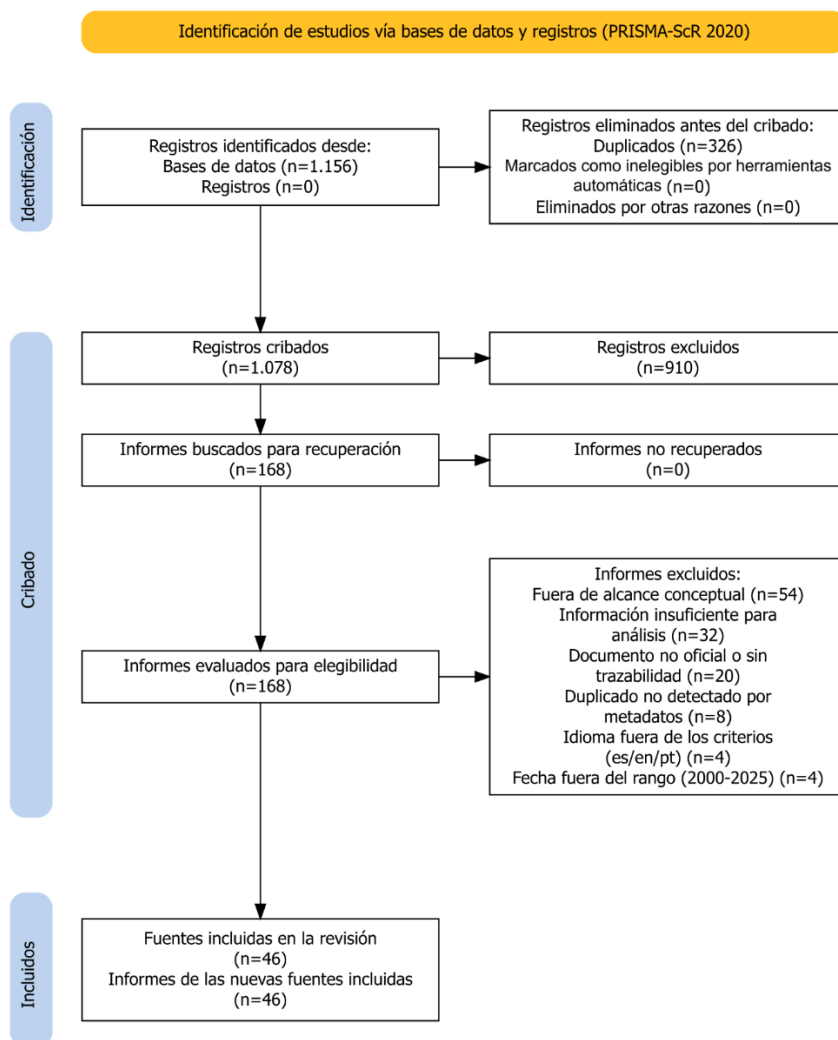 Identificación de estudios vía bases de datos y registros (PRISMA-ScR 2020)
Identificación
Registros identificados desde:
Bases de datos (n=1.156)
Registros (n=0)
Registros eliminados antes del cribado:
Duplicados (n=326)
Marcados como inelegibles por herramientas
automáticas (n=0)
Eliminados por otras razones (n=0)
Cribado
Registros cribados
(n=1.078)
Registros excluidos
(n=910)
Informes buscados para recuperación
(n=168)
Informes no recuperados
(n=0)
Informes evaluados para elegibilidad
(n=168)
Informes excluidos:
Fuera de alcance conceptual (n=54)
Información insuficiente para
análisis (n=32)
Documento no oficial o sin
trazabilidad (n=20)
Duplicado no detectado por
metadatos (n=8)
Idioma fuera de los criterios
(es/en/pt) (n=4)
Fecha fuera del rango (2000-2025) (n=4)
Incluidos
Fuentes incluidas en la revisión
(n=46)
Informes de las nuevas fuentes incluidas
(n=46)